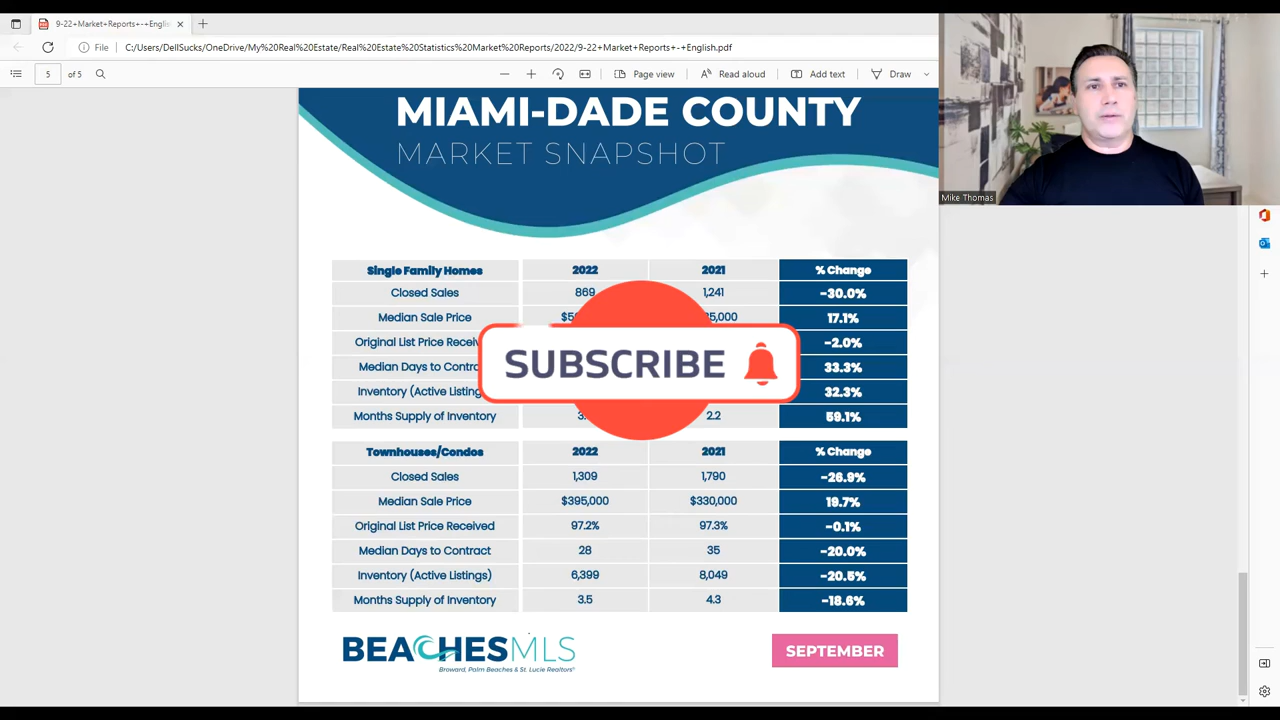 9-22+Market+Reports+-+Englis
File C:/Users/DellSucks/OneDrive/My%20Real%20Estate/Real%20Estate%20Statistics%20Market%20Reports/2022/9-22+Market+Reports+-+English.pdf
5 of 5 Page view Read aloud Add text Draw
MIAMI-DADE COUNTY
MARKET SNAPSHOT
Mike Thomas
Single Family Homes 2022 2021 % Change
Closed Sales 869 1,241 -30.0%
Median Sale Price 17.1%
Original List Price -2.0%
Median Days to 33.3%
Inventory (Active 32.3%
Months Supply of Inventory 2.2 59.1%
SUBSCRIBE
Townhouses/Condos 2022 2021 % Change
Closed Sales 1,309 1,790 -26.9%
Median Sale Price $395,000 $330,000 19.7%
Original List Price Received 97.2% 97.3% -0.1%
Median Days to Contract 28 35 -20.0%
Inventory (Active Listings) 6,399 8,049 -20.5%
Months Supply of Inventory 3.5 4.3 -18.6%
BEACHESMLS
Broward, Palm Beaches & St. Lucie Realtors®
SEPTEMBER